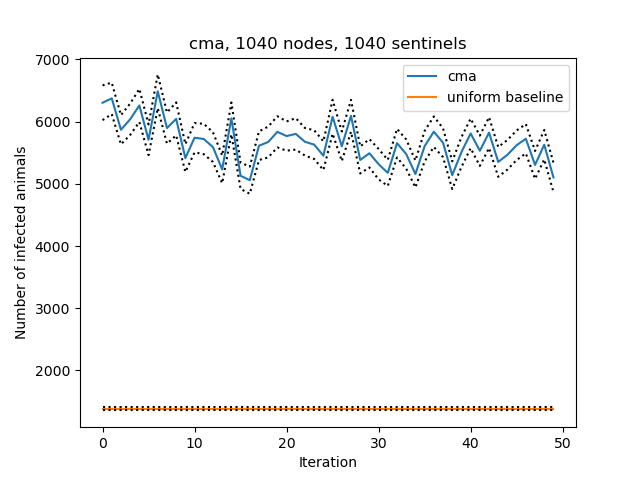 cma, 1040 nodes, 1040 sentinels
cma
uniform baseline
Number of infected animals
7000
6000
5000
4000
3000
2000
0 10 20 30 40 50
Iteration